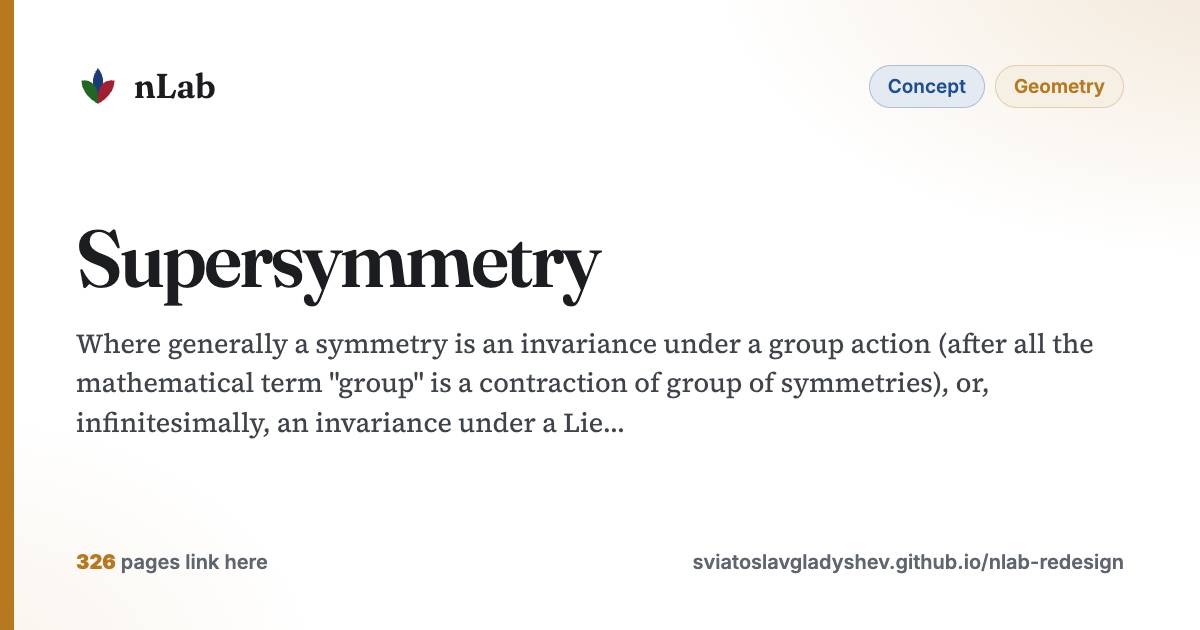 nLab
Concept
Geometry
Supersymmetry
Where generally a symmetry is an invariance under a group action (after all the
mathematical term "group" is a contraction of group of symmetries), or,
infinitesimally, an invariance under a Lie...
326 pages link here
sviatoslavgladyshev.github.io/nlab-redesign